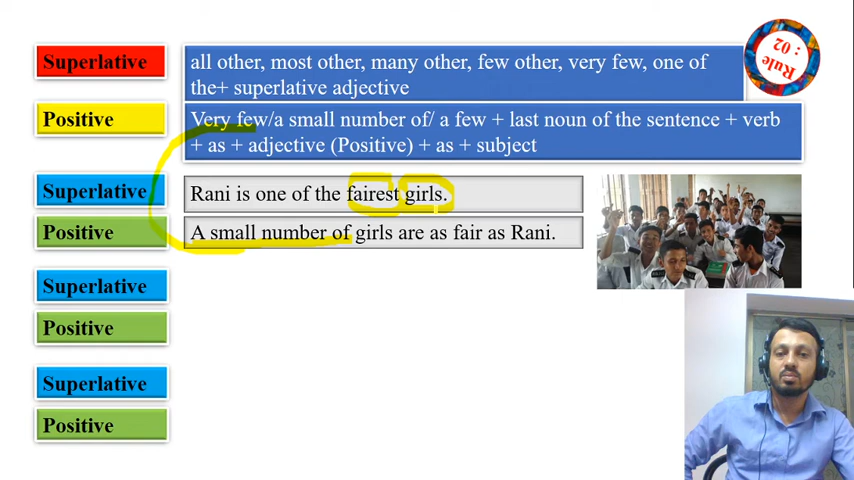 Superlative
all other, most other, many other, few other, very few, one of
the+ superlative adjective
Rule
: 02
Positive
Very few/a small number of/ a few + last noun of the sentence + verb
+ as + adjective (Positive) + as + subject
Superlative
Rani is one of the fairest girls.
Positive
A small number of girls are as fair as Rani.
Superlative
Positive
Superlative
Positive